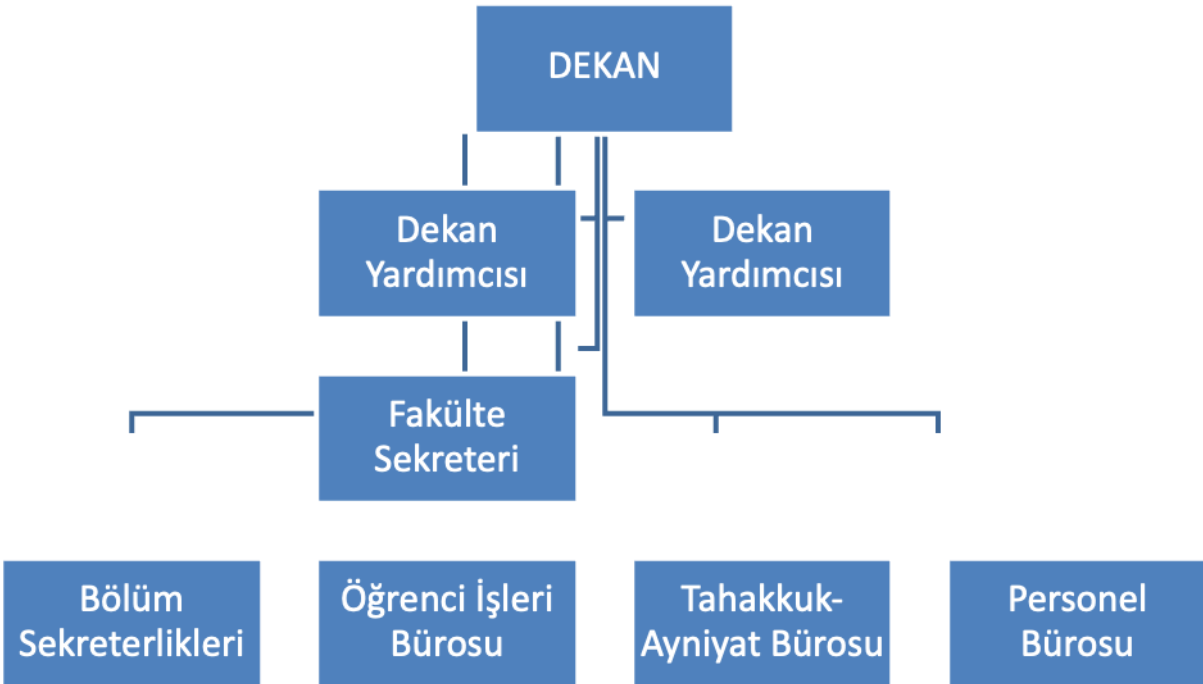 DEKAN
Dekan
Yardımcısı
Dekan
Yardımcısı
Fakülte
Sekreteri
Bölüm
Sekreterlikleri
Öğrenci İşleri
Bürosu
Tahakkuk-
Ayniyat Bürosu
Personel
Bürosu